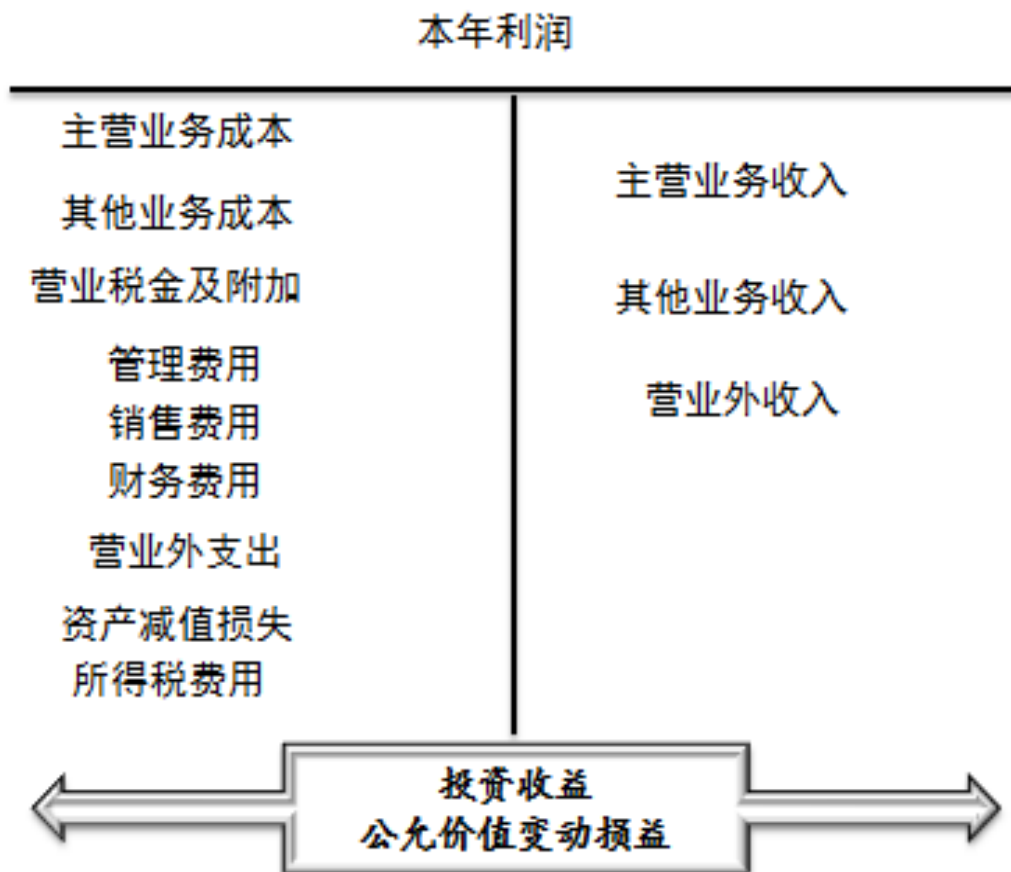 本年利润
主营业务成本
其他业务成本
营业税金及附加
管理费用
销售费用
财务费用
营业外支出
资产减值损失
所得税费用
主营业务收入
其他业务收入
营业外收入
投资收益
公允价值变动损益